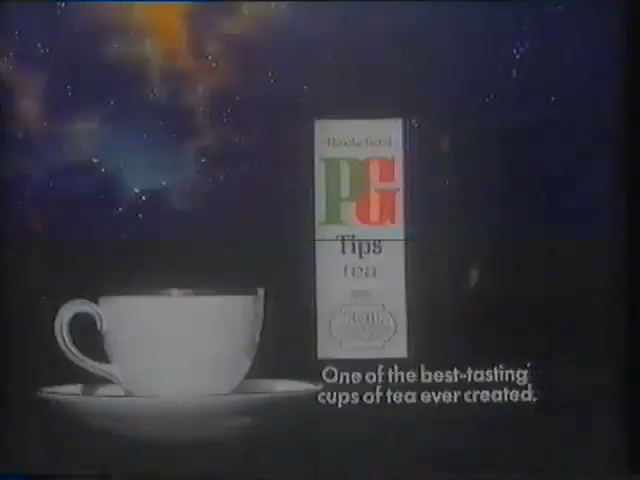 Brooke Bond
PG
Tips
tea
One of the best-tasting
cups of tea ever created.